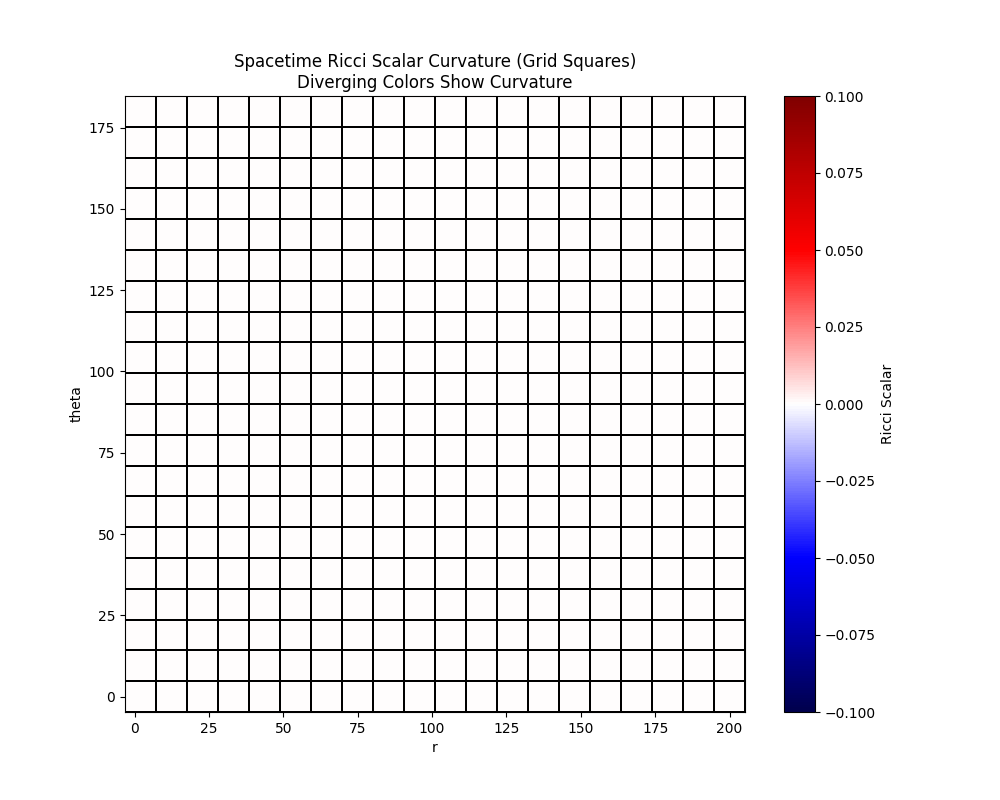 Spacetime Ricci Scalar Curvature (Grid Squares)
Diverging Colors Show Curvature
175
150
125
100
75
50
25
0
theta
0 25 50 75 100 125 150 175 200
r
0.100
0.075
0.050
0.025
0.000
−0.025
−0.050
−0.075
−0.100
Ricci Scalar